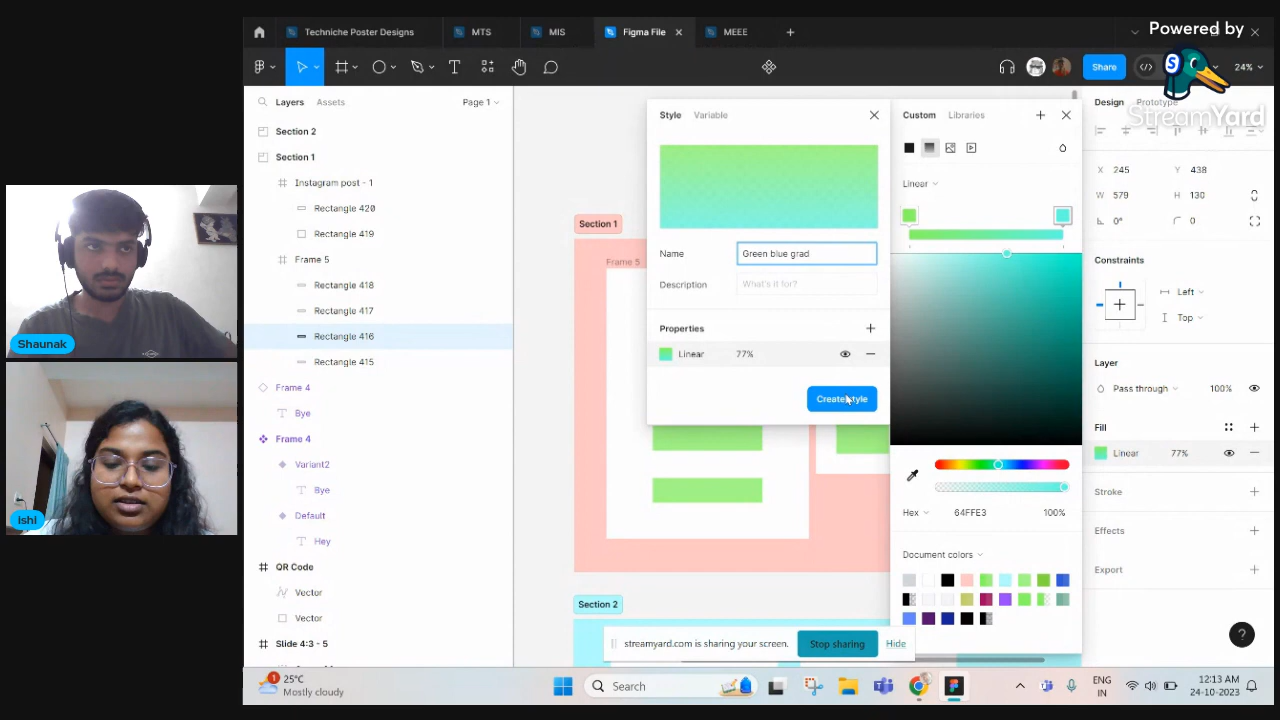 Powered by
StreamYard
Techniche Poster Designs
MTS
MIS
Figma File
MEEE
Share
24%
Layers
Assets
Page 1
Section 2
Section 1
Instagram post - 1
Rectangle 420
Rectangle 419
Frame 5
Rectangle 418
Rectangle 417
Rectangle 416
Rectangle 415
Frame 4
Bye
Frame 4
Variant2
Bye
Default
Hey
QR Code
Vector
Vector
Slide 4:3 - 5
Section 1
Frame 5
Section 2
Style
Variable
Name
Green blue grad
Description
What's it for?
Properties
Linear
77%
Create style
Custom
Libraries
Linear
Hex
64FFE3
100%
Document colors
Design
Prototype
X
245
Y
438
W
579
H
130
0°
0
Constraints
Left
Top
Layer
Pass through
100%
Fill
Linear
77%
Stroke
Effects
Export
?
Shaunak
Ishi
streamyard.com is sharing your screen.
Stop sharing
Hide
1
25°C
Mostly cloudy
Search
ENG
IN
12:13 AM
24-10-2023